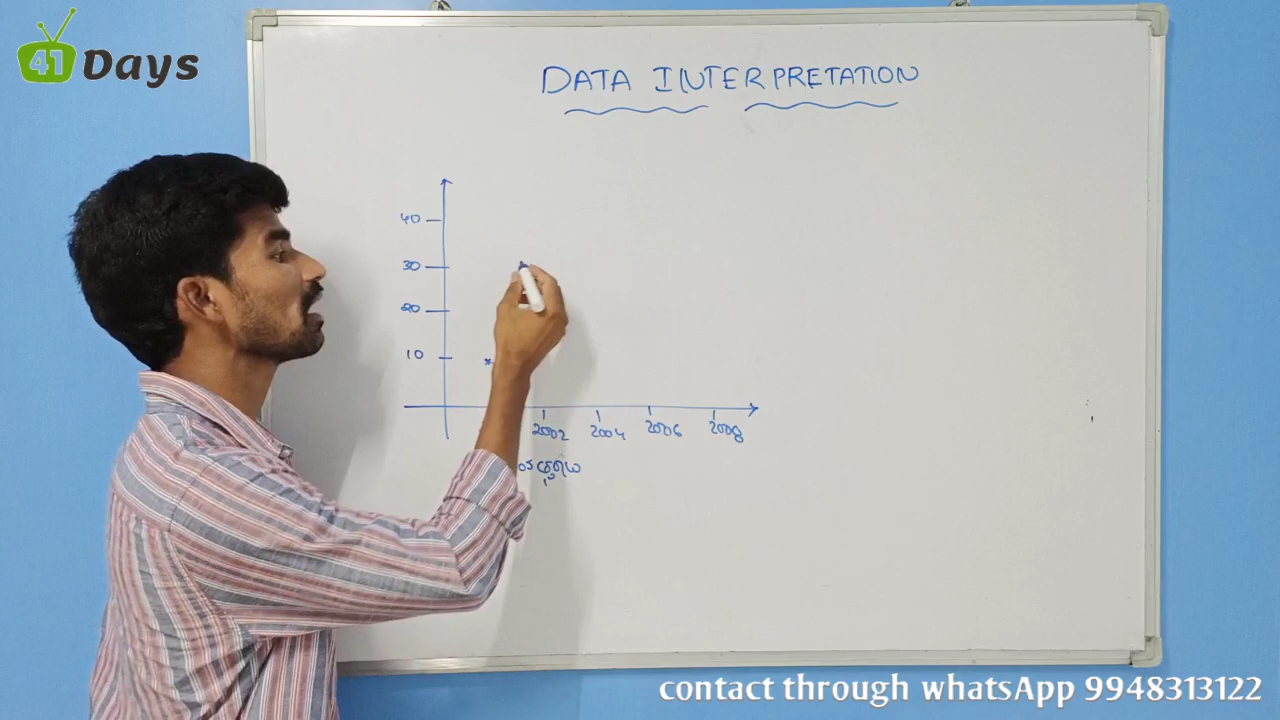 41 Days
DATA INTERPRETATION
40
30
20
10
2002 2004 2006 2008
contact through whatsApp 9948313122